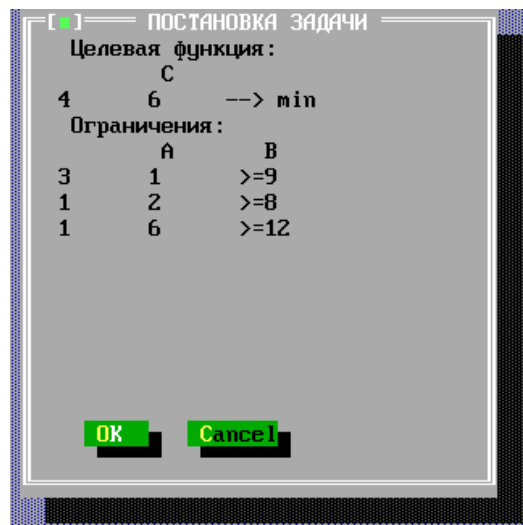 [■] ПОСТАНОВКА ЗАДАЧИ
Целевая функция:
C
4 6 --> min
Ограничения:
A B
3 1 >=9
1 2 >=8
1 6 >=12
OK Cancel